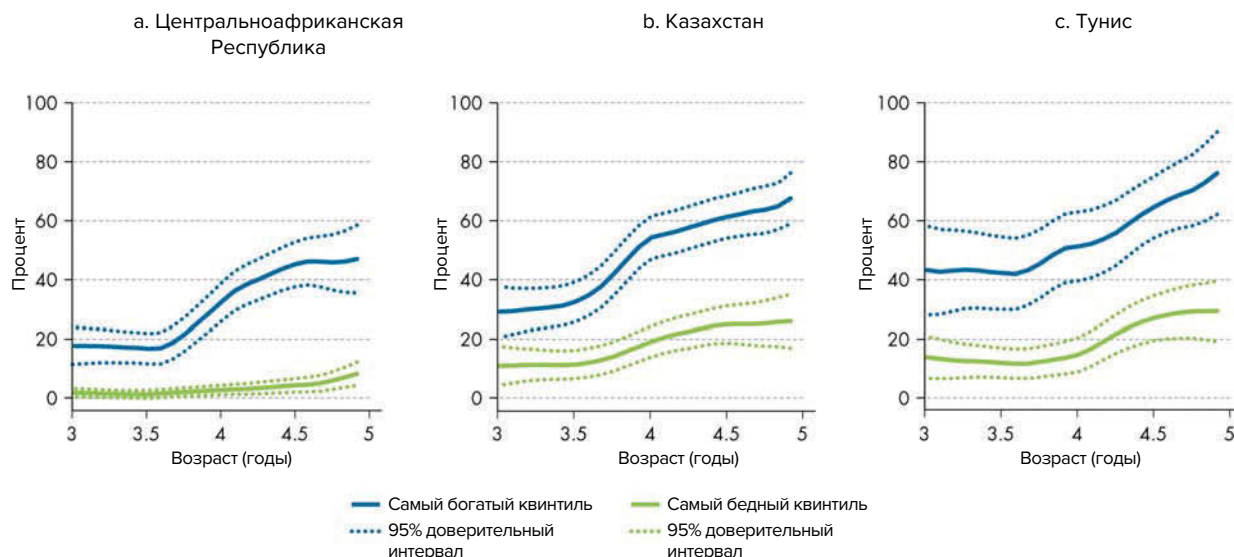 a. Центральноафриканская
Республика
b. Казахстан
c. Тунис
Процент
100
80
60
40
20
0
3
3.5
4
4.5
5
Возраст (годы)
Процент
100
80
60
40
20
0
3
3.5
4
4.5
5
Возраст (годы)
Процент
100
80
60
40
20
0
3
3.5
4
4.5
5
Возраст (годы)
Самый богатый квинтиль
95% доверительный
интервал
Самый бедный квинтиль
95% доверительный
интервал